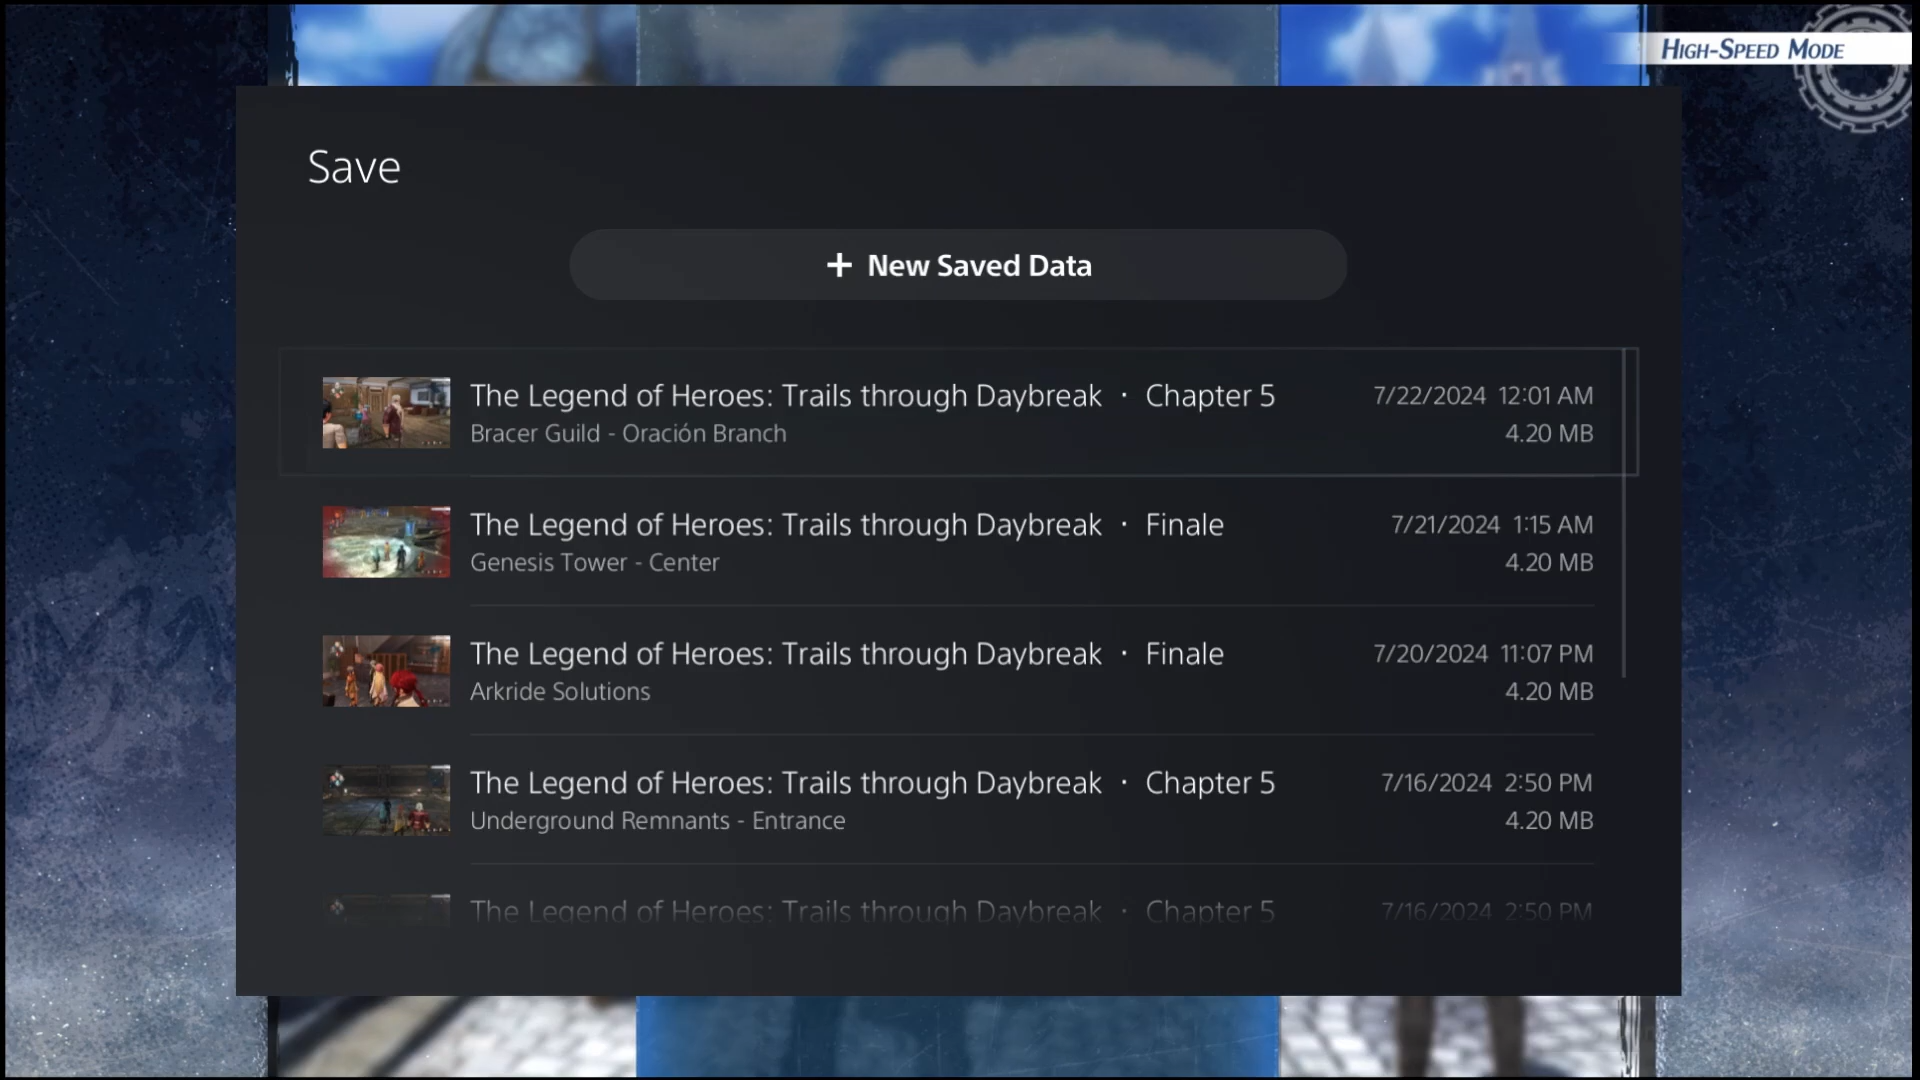 HIGH-SPEED MODE
Save
+ New Saved Data
The Legend of Heroes: Trails through Daybreak · Chapter 5 7/22/2024 12:01 AM
Bracer Guild - Oración Branch 4.20 MB
The Legend of Heroes: Trails through Daybreak · Finale 7/21/2024 1:15 AM
Genesis Tower - Center 4.20 MB
The Legend of Heroes: Trails through Daybreak · Finale 7/20/2024 11:07 PM
Arkride Solutions 4.20 MB
The Legend of Heroes: Trails through Daybreak · Chapter 5 7/16/2024 2:50 PM
Underground Remnants - Entrance 4.20 MB
The Legend of Heroes: Trails through Daybreak · Chapter 5 7/16/2024 2:50 PM